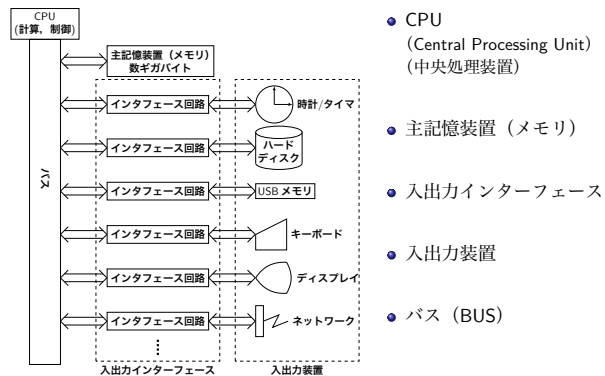 CPU
(計算，制御)
主記憶装置（メモリ）
数ギガバイト
バス
インタフェース回路
時計/タイマ
インタフェース回路
ハード
ディスク
インタフェース回路
USB メモリ
インタフェース回路
キーボード
インタフェース回路
ディスプレイ
インタフェース回路
ネットワーク
入出力インターフェース
入出力装置
CPU
(Central Processing Unit)
(中央処理装置)
主記憶装置（メモリ）
入出力インターフェース
入出力装置
バス（BUS）